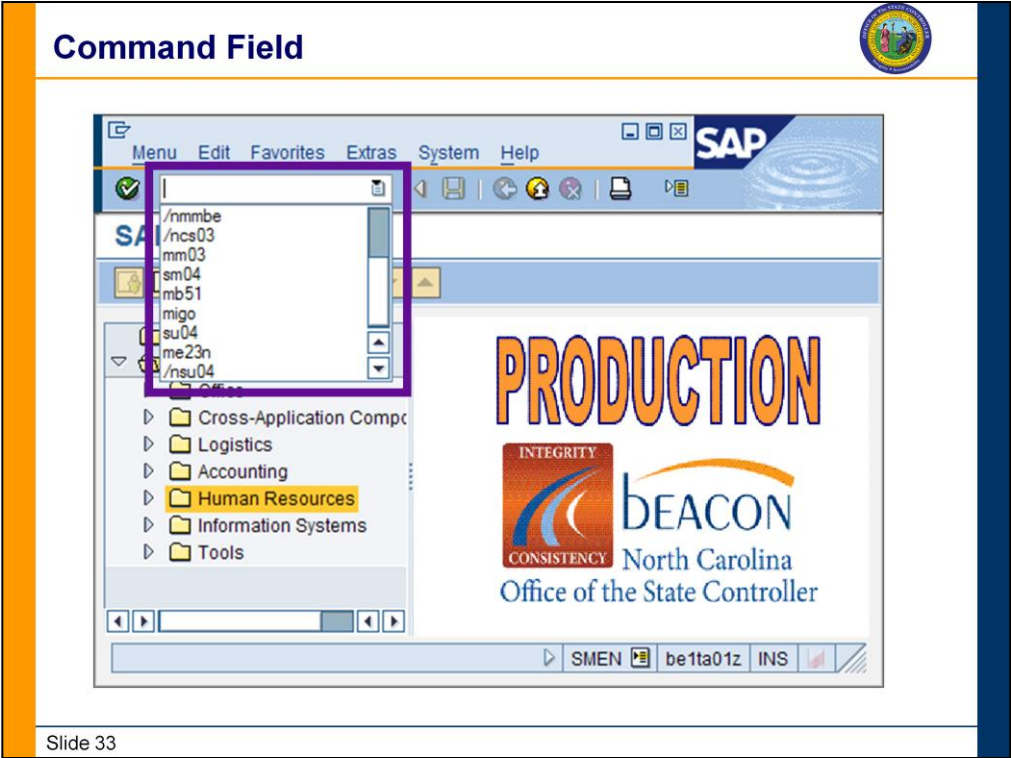 Command Field
Menu Edit Favorites Extras System Help
SAP
/nmmbe
/ncs03
mm03
sm04
mb51
migo
su04
me23n
/nsu04
SA
Office
Cross-Application Compo
Logistics
Accounting
Human Resources
Information Systems
Tools
PRODUCTION
INTEGRITY
CONSISTENCY
bEACON
North Carolina
Office of the State Controller
SMEN be1ta01z INS
Slide 33